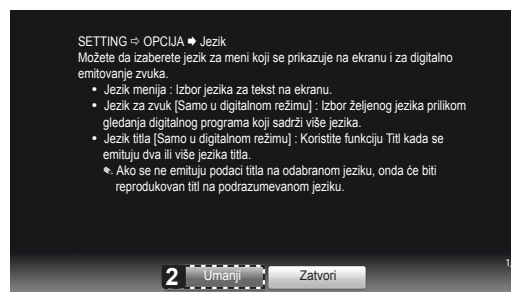 SETTING ⇨ OPCIJA ➡ Jezik
Možete da izaberete jezik za meni koji se prikazuje na ekranu i za digitalno
emitovanje zvuka.
• Jezik menija : Izbor jezika za tekst na ekranu.
• Jezik za zvuk [Samo u digitalnom režimu] : Izbor željenog jezika prilikom
gledanja digitalnog programa koji sadrži više jezika.
• Jezik titla [Samo u digitalnom režimu] : Koristite funkciju Titl kada se
emituju dva ili više jezika titla.
✎ Ako se ne emituju podaci titla na odabranom jeziku, onda će biti
reprodukovan titl na podrazumevanom jeziku.
2 Umanji Zatvori